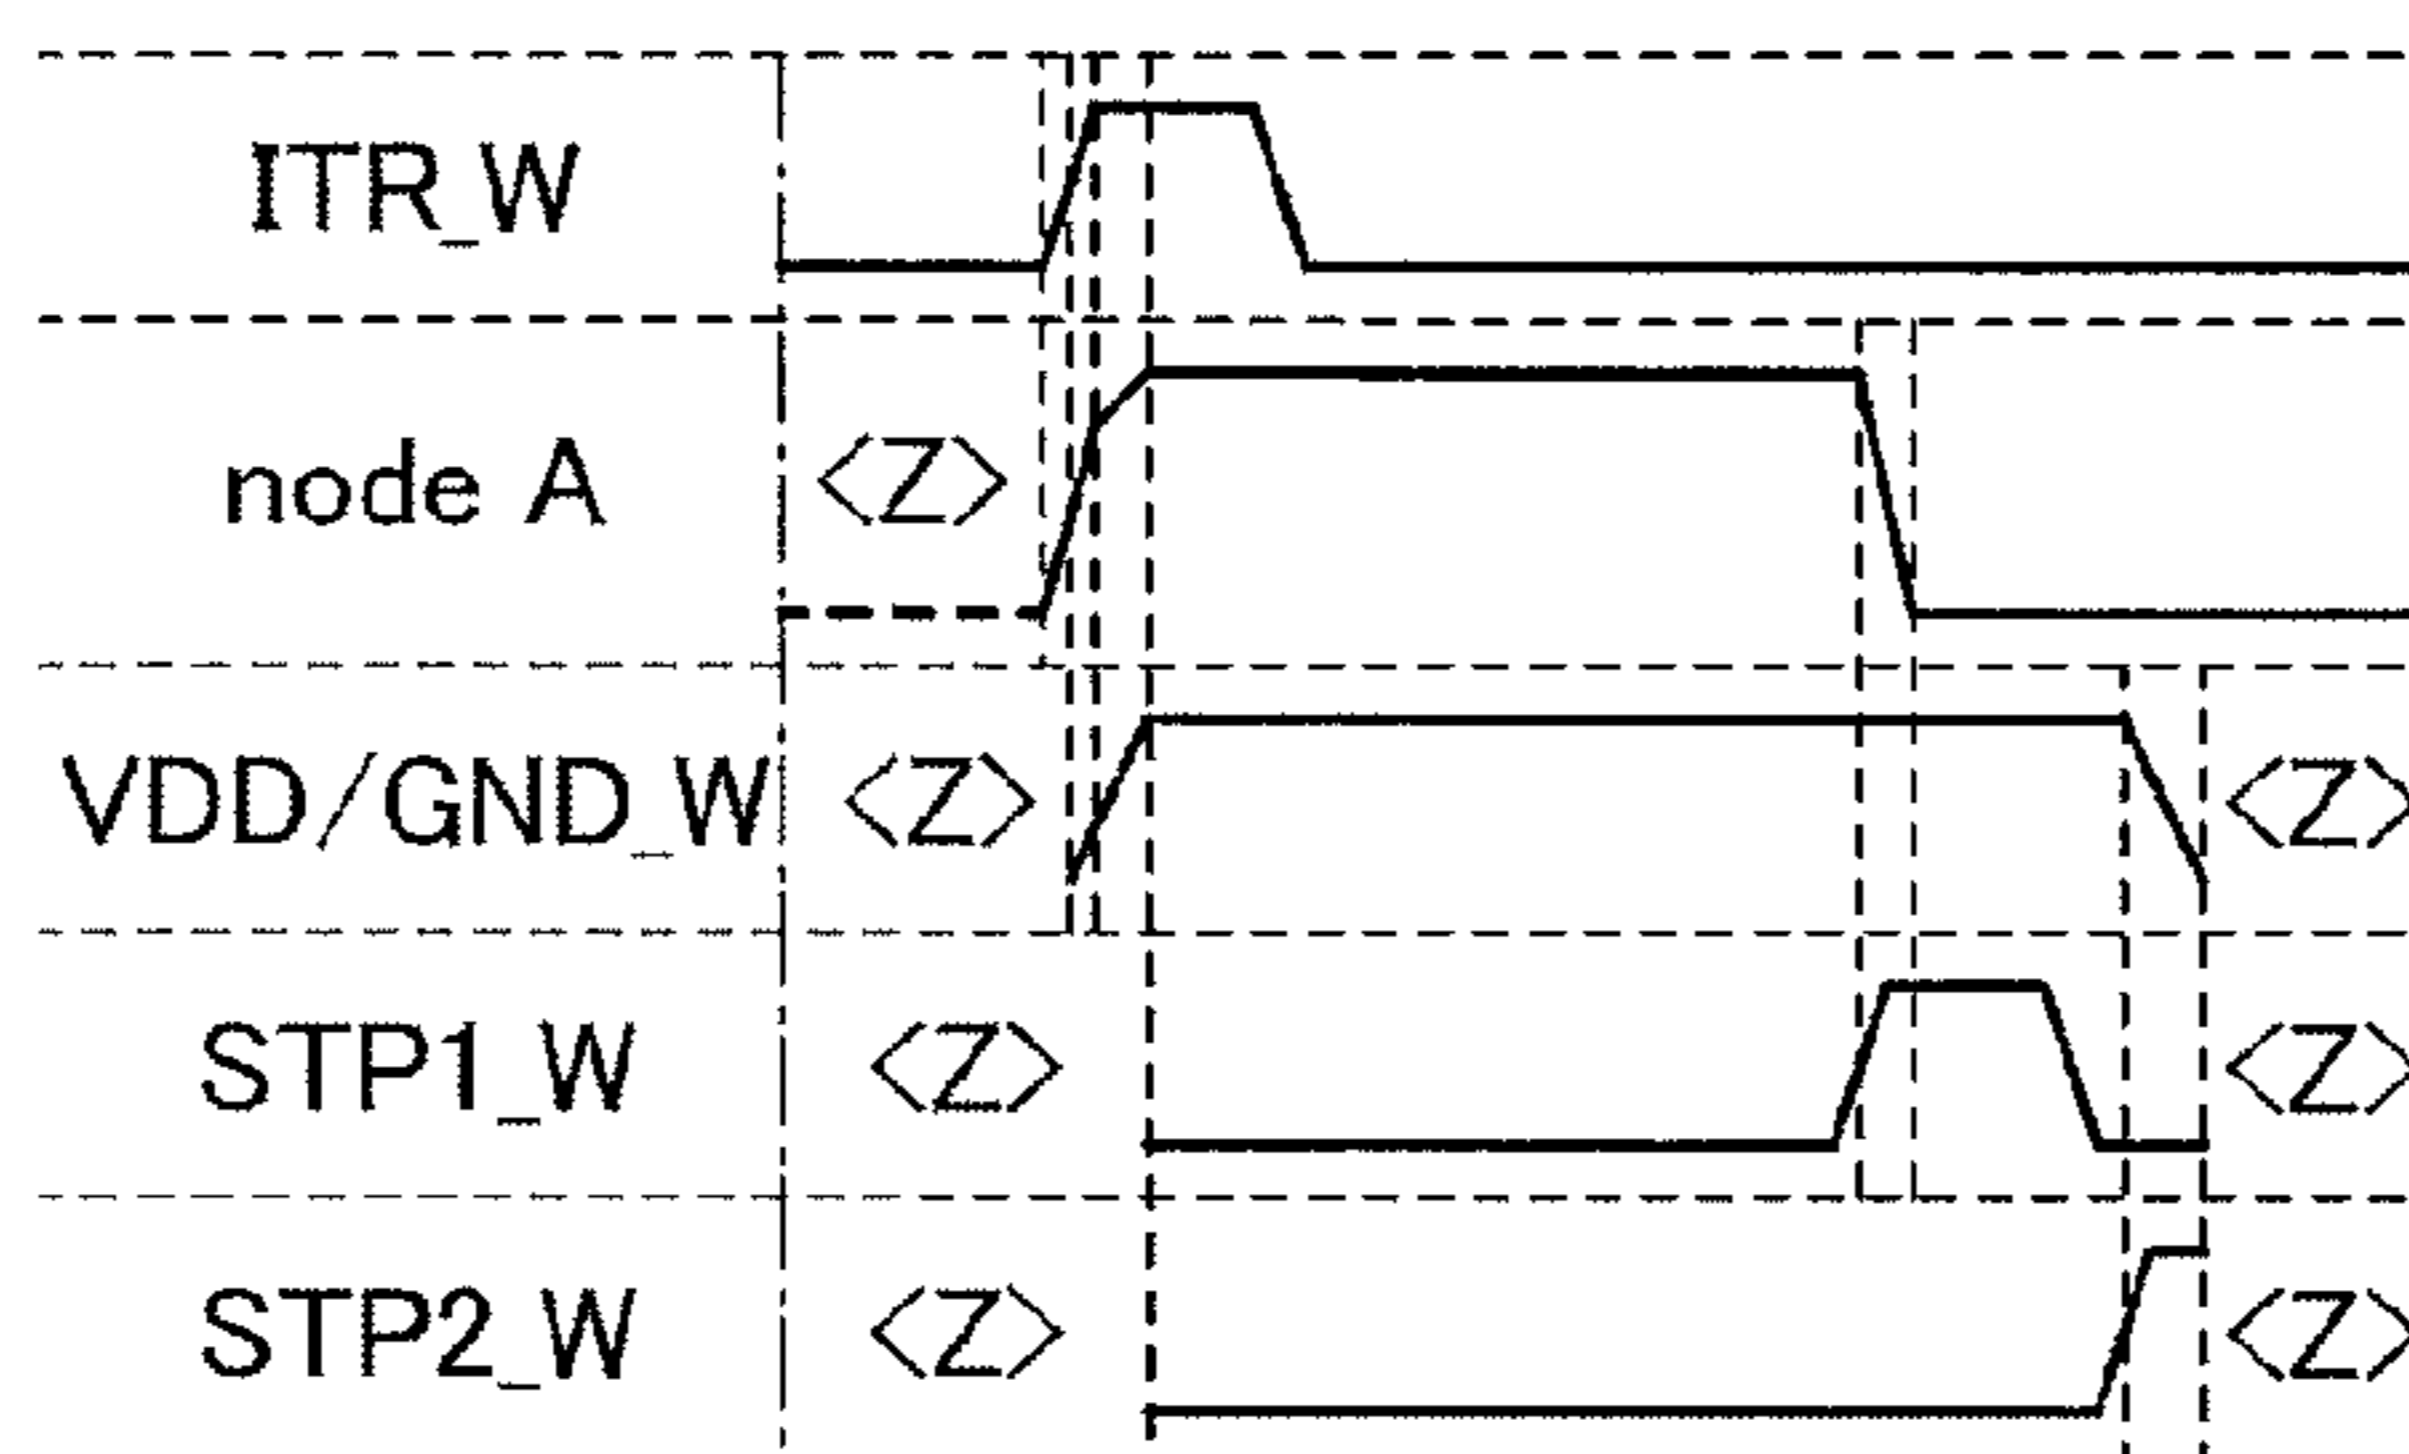 ITR_W
node A <Z>
VDD/GND_W <Z> <Z>
STP1_W <Z> <Z>
STP2_W <Z> <Z>